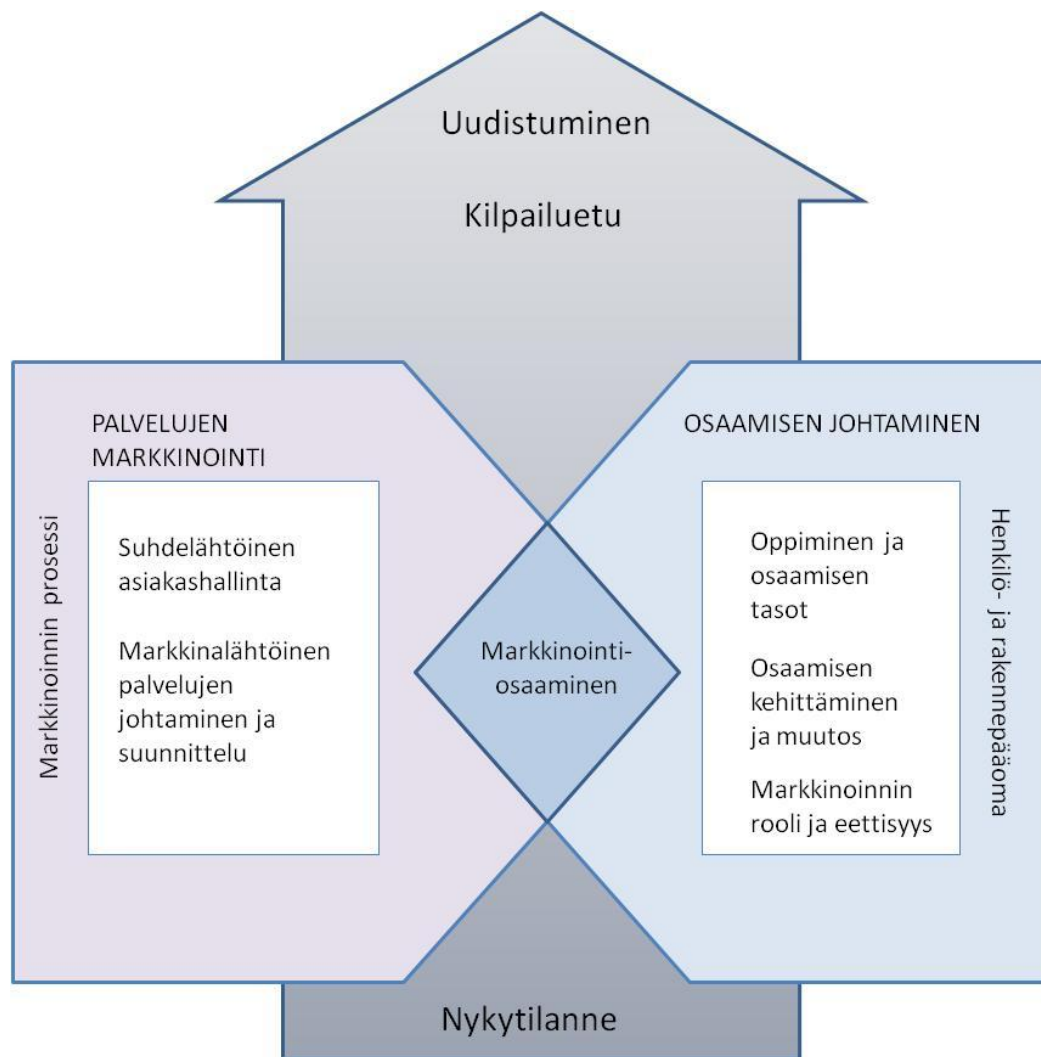 Uudistuminen
Kilpailuetu
PALVELUJEN
MARKKINOINTI
Markkinoinnin prosessi
Suhdelähtöinen
asiakashallinta
Markkinalähtöinen
palvelujen
johtaminen ja
suunnittelu
Markkinointi-
osaaminen
OSAAMISEN JOHTAMINEN
Oppiminen ja
osaamisen
tasot
Osaamisen
kehittäminen
ja muutos
Markkinoinnin
rooli ja eettisyys
Henkilö- ja rakennepääoma
Nykytilanne